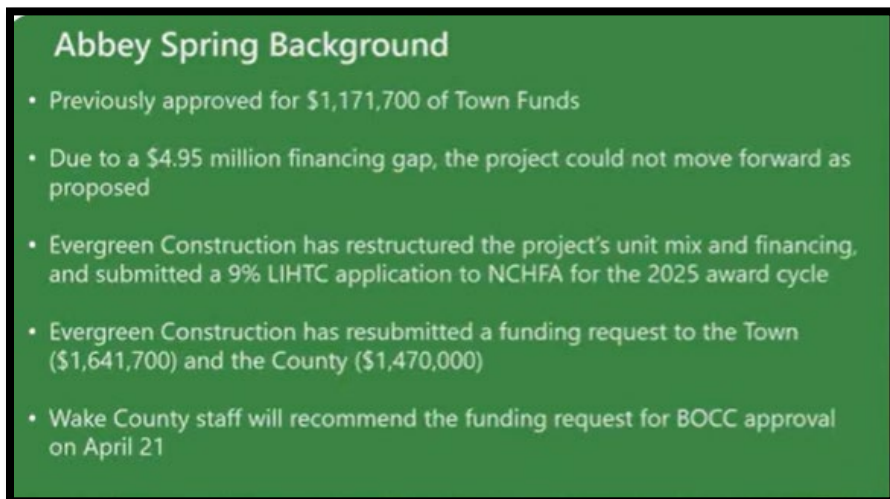 Abbey Spring Background
• Previously approved for $1,171,700 of Town Funds
• Due to a $4.95 million financing gap, the project could not move forward as
proposed
• Evergreen Construction has restructured the project's unit mix and financing,
and submitted a 9% LIHTC application to NCHFA for the 2025 award cycle
• Evergreen Construction has resubmitted a funding request to the Town
($1,641,700) and the County ($1,470,000)
• Wake County staff will recommend the funding request for BOCC approval
on April 21